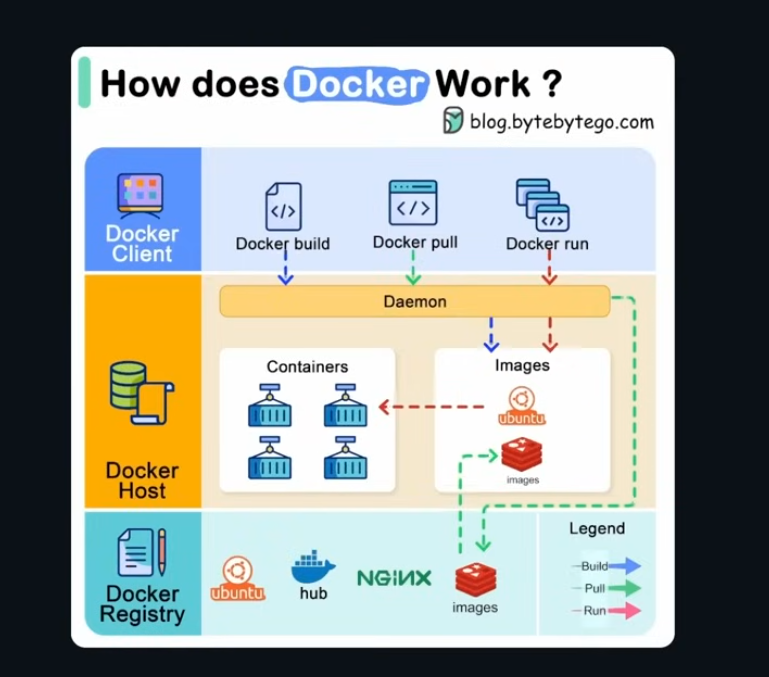 How does Docker Work ?
blog.bytebytego.com
Docker
Client
</>
Docker build
</>
Docker pull
</>
Docker run
Daemon
Docker
Host
Containers
Images
ubuntu
images
Docker
Registry
ubuntu
hub
NGINX
images
Legend
Build
Pull
Run